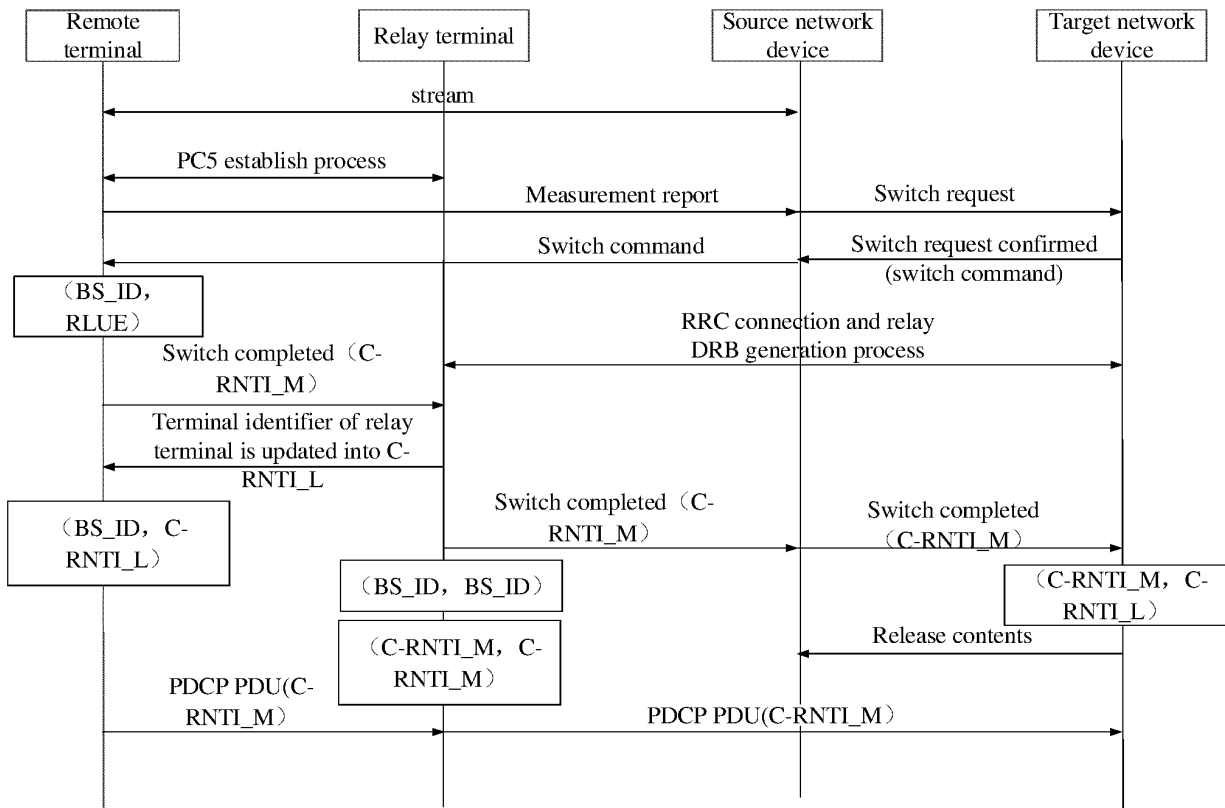 Remote
terminal
Relay terminal
Source network
device
Target network
device
stream
PC5 establish process
Measurement report
Switch request
Switch command
Switch request confirmed
(switch command)
（BS_ID，
RLUE）
RRC connection and relay
DRB generation process
Switch completed（C-
RNTI_M）
Terminal identifier of relay
terminal is updated into C-
RNTI_L
（BS_ID，C-
RNTI_L）
Switch completed（C-
RNTI_M）
Switch completed
（C-RNTI_M）
（BS_ID，BS_ID）
（C-RNTI_M，C-
RNTI_L）
（C-RNTI_M，C-
RNTI_M）
Release contents
PDCP PDU(C-
RNTI_M）
PDCP PDU(C-RNTI_M）